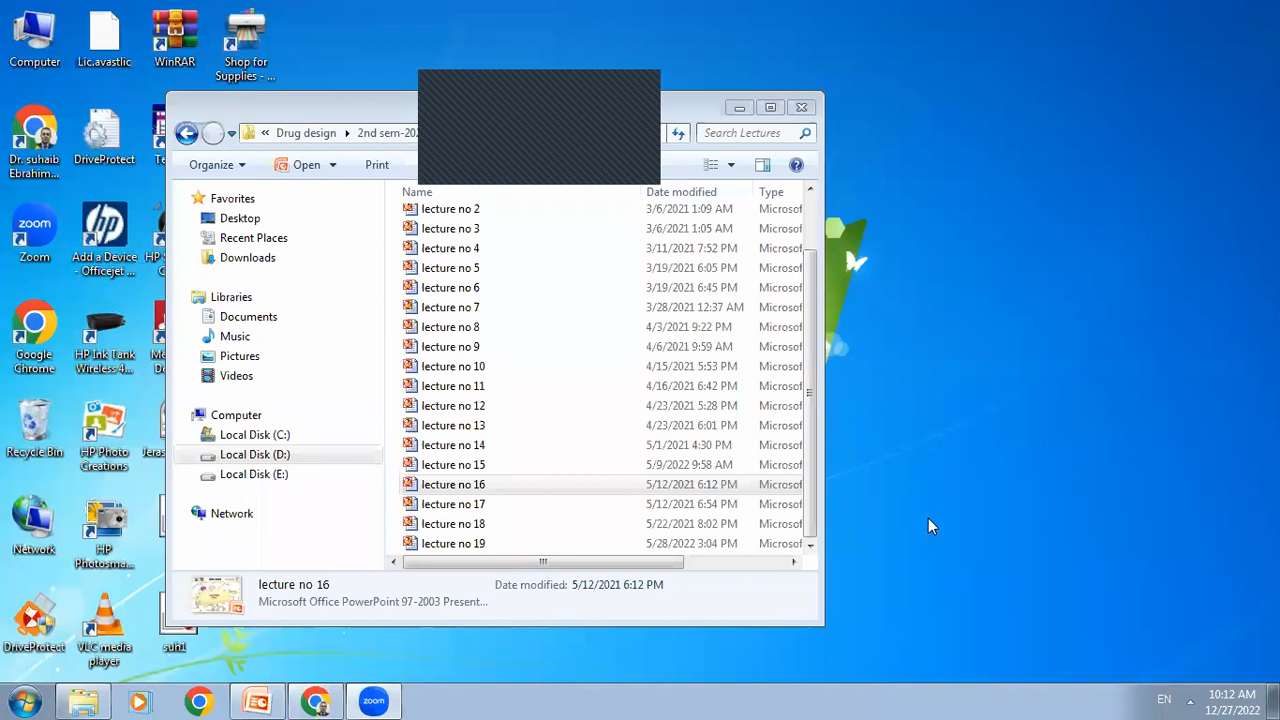 Computer
Lic.avastlic
WinRAR
Shop for
Supplies - ...
Dr. suhaib
Ebrahim...
DriveProtect
Zoom
Add a Device
- Officejet ...
HP S
Google
Chrome
HP Ink Tank
Wireless 4...
Recycle Bin
HP Photo
Creations
Jeras
Network
HP
Photosma...
DriveProtect
VLC media
player
suh1
« Drug design
2nd sem-20
Search Lectures
Organize
Open
Print
Favorites
Desktop
Recent Places
Downloads
Libraries
Documents
Music
Pictures
Videos
Computer
Local Disk (C:)
Local Disk (D:)
Local Disk (E:)
Network
Name Date modified Type
lecture no 2 3/6/2021 1:09 AM Microsof
lecture no 3 3/6/2021 1:05 AM Microsof
lecture no 4 3/11/2021 7:52 PM Microsof
lecture no 5 3/19/2021 6:05 PM Microsof
lecture no 6 3/19/2021 6:45 PM Microsof
lecture no 7 3/28/2021 12:37 AM Microsof
lecture no 8 4/3/2021 9:22 PM Microsof
lecture no 9 4/6/2021 9:59 AM Microsof
lecture no 10 4/15/2021 5:53 PM Microsof
lecture no 11 4/16/2021 6:42 PM Microsof
lecture no 12 4/23/2021 5:28 PM Microsof
lecture no 13 4/23/2021 6:01 PM Microsof
lecture no 14 5/1/2021 4:30 PM Microsof
lecture no 15 5/9/2022 9:58 AM Microsof
lecture no 16 5/12/2021 6:12 PM Microsof
lecture no 17 5/12/2021 6:54 PM Microsof
lecture no 18 5/22/2021 8:02 PM Microsof
lecture no 19 5/28/2022 3:04 PM Microsof
lecture no 16 Date modified: 5/12/2021 6:12 PM
Microsoft Office PowerPoint 97-2003 Present...
zoom
EN
10:12 AM
12/27/2022